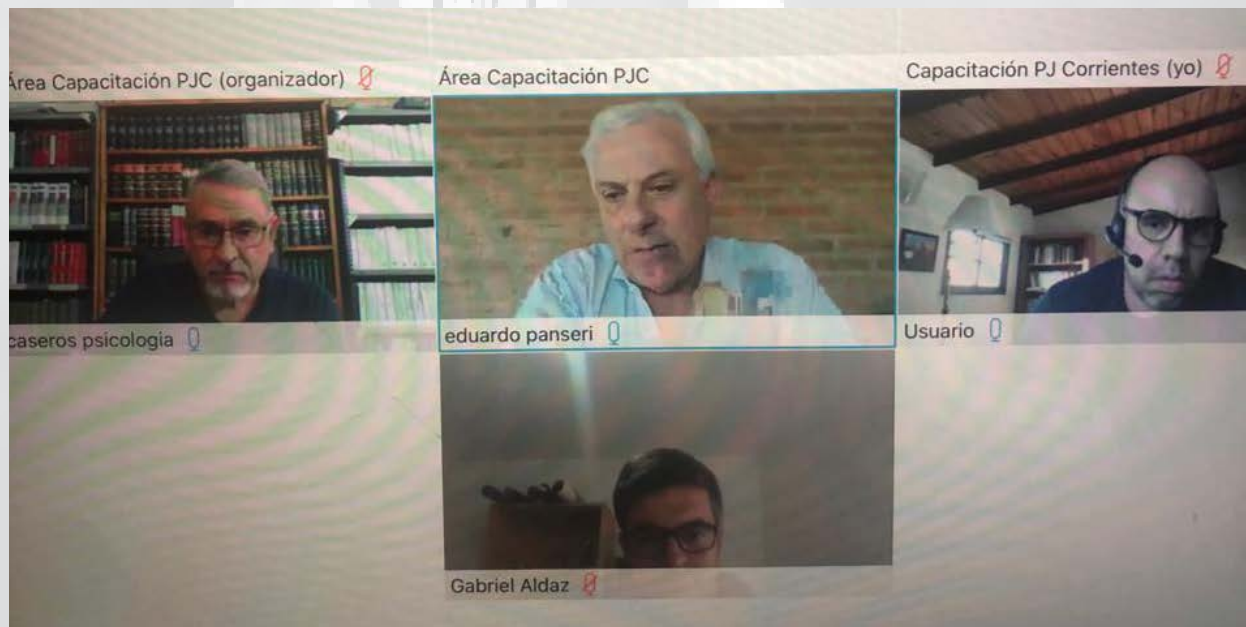 Área Capacitación PJC (organizador)
Área Capacitación PJC
Capacitación PJ Corrientes (yo)
caseros psicologia
eduardo panseri
Usuario
Gabriel Aldaz